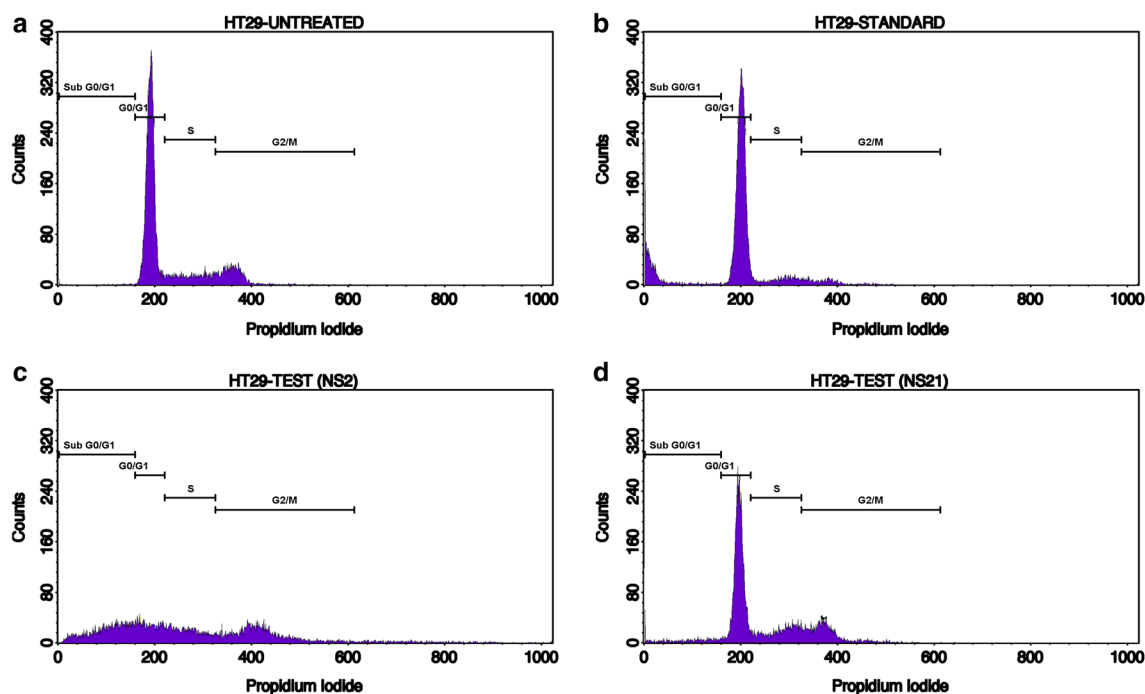 a
HT29-UNTREATED
400
320
240
160
80
0
Counts
Sub G0/G1
G0/G1
S
G2/M
0 200 400 600 800 1000
Propidium Iodide
b
HT29-STANDARD
400
320
240
160
80
0
Counts
Sub G0/G1
G0/G1
S
G2/M
0 200 400 600 800 1000
Propidium Iodide
c
HT29-TEST (NS2)
400
320
240
160
80
0
Counts
Sub G0/G1
G0/G1
S
G2/M
0 200 400 600 800 1000
Propidium Iodide
d
HT29-TEST (NS21)
400
320
240
160
80
0
Counts
Sub G0/G1
G0/G1
S
G2/M
0 200 400 600 800 1000
Propidium Iodide